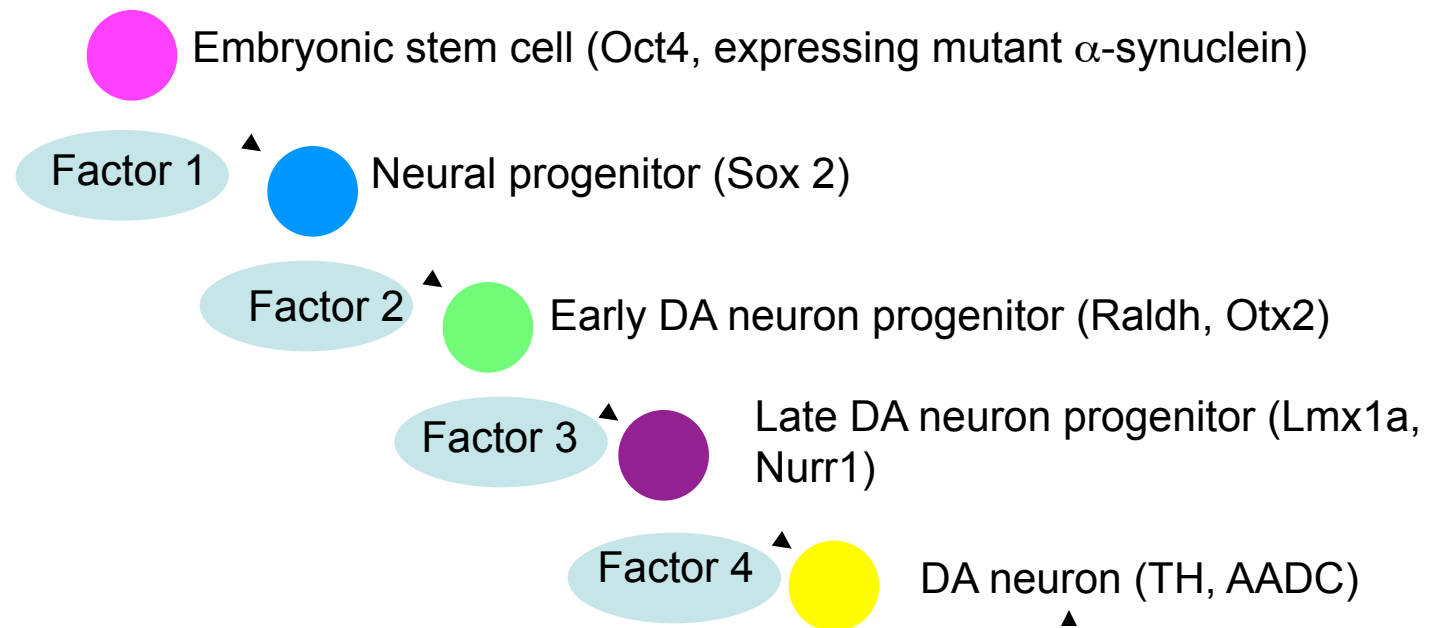 Embryonic stem cell (Oct4, expressing mutant α-synuclein)
Factor 1
Neural progenitor (Sox 2)
Factor 2
Early DA neuron progenitor (Raldh, Otx2)
Factor 3
Late DA neuron progenitor (Lmx1a,
Nurr1)
Factor 4
DA neuron (TH, AADC)